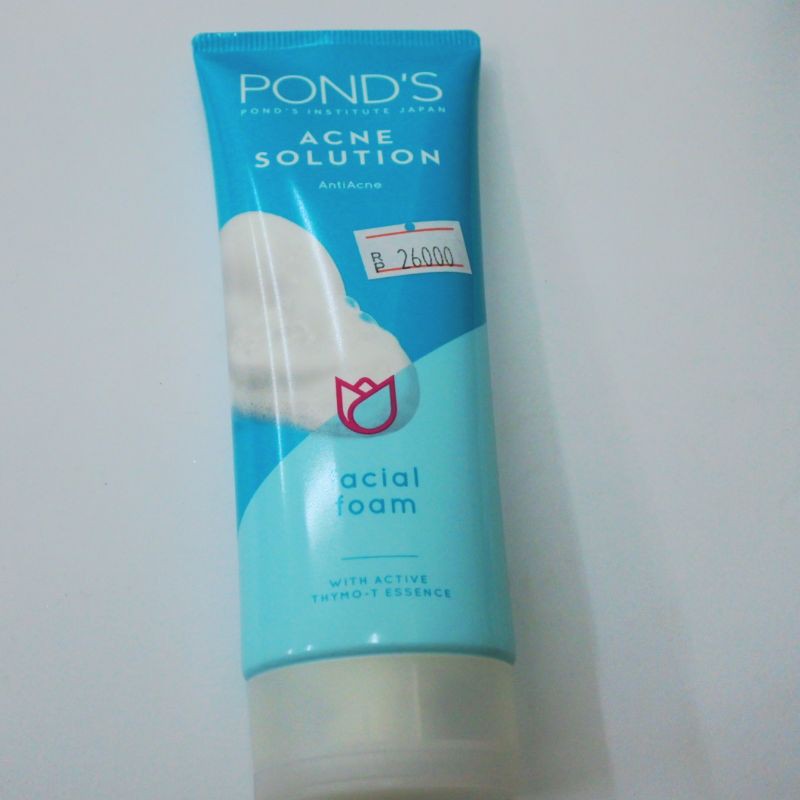 POND'S
POND'S INSTITUTE JAPAN
ACNE
SOLUTION
AntiAcne
RP 26000
acial
foam
WITH ACTIVE
THYMO-T ESSENCE